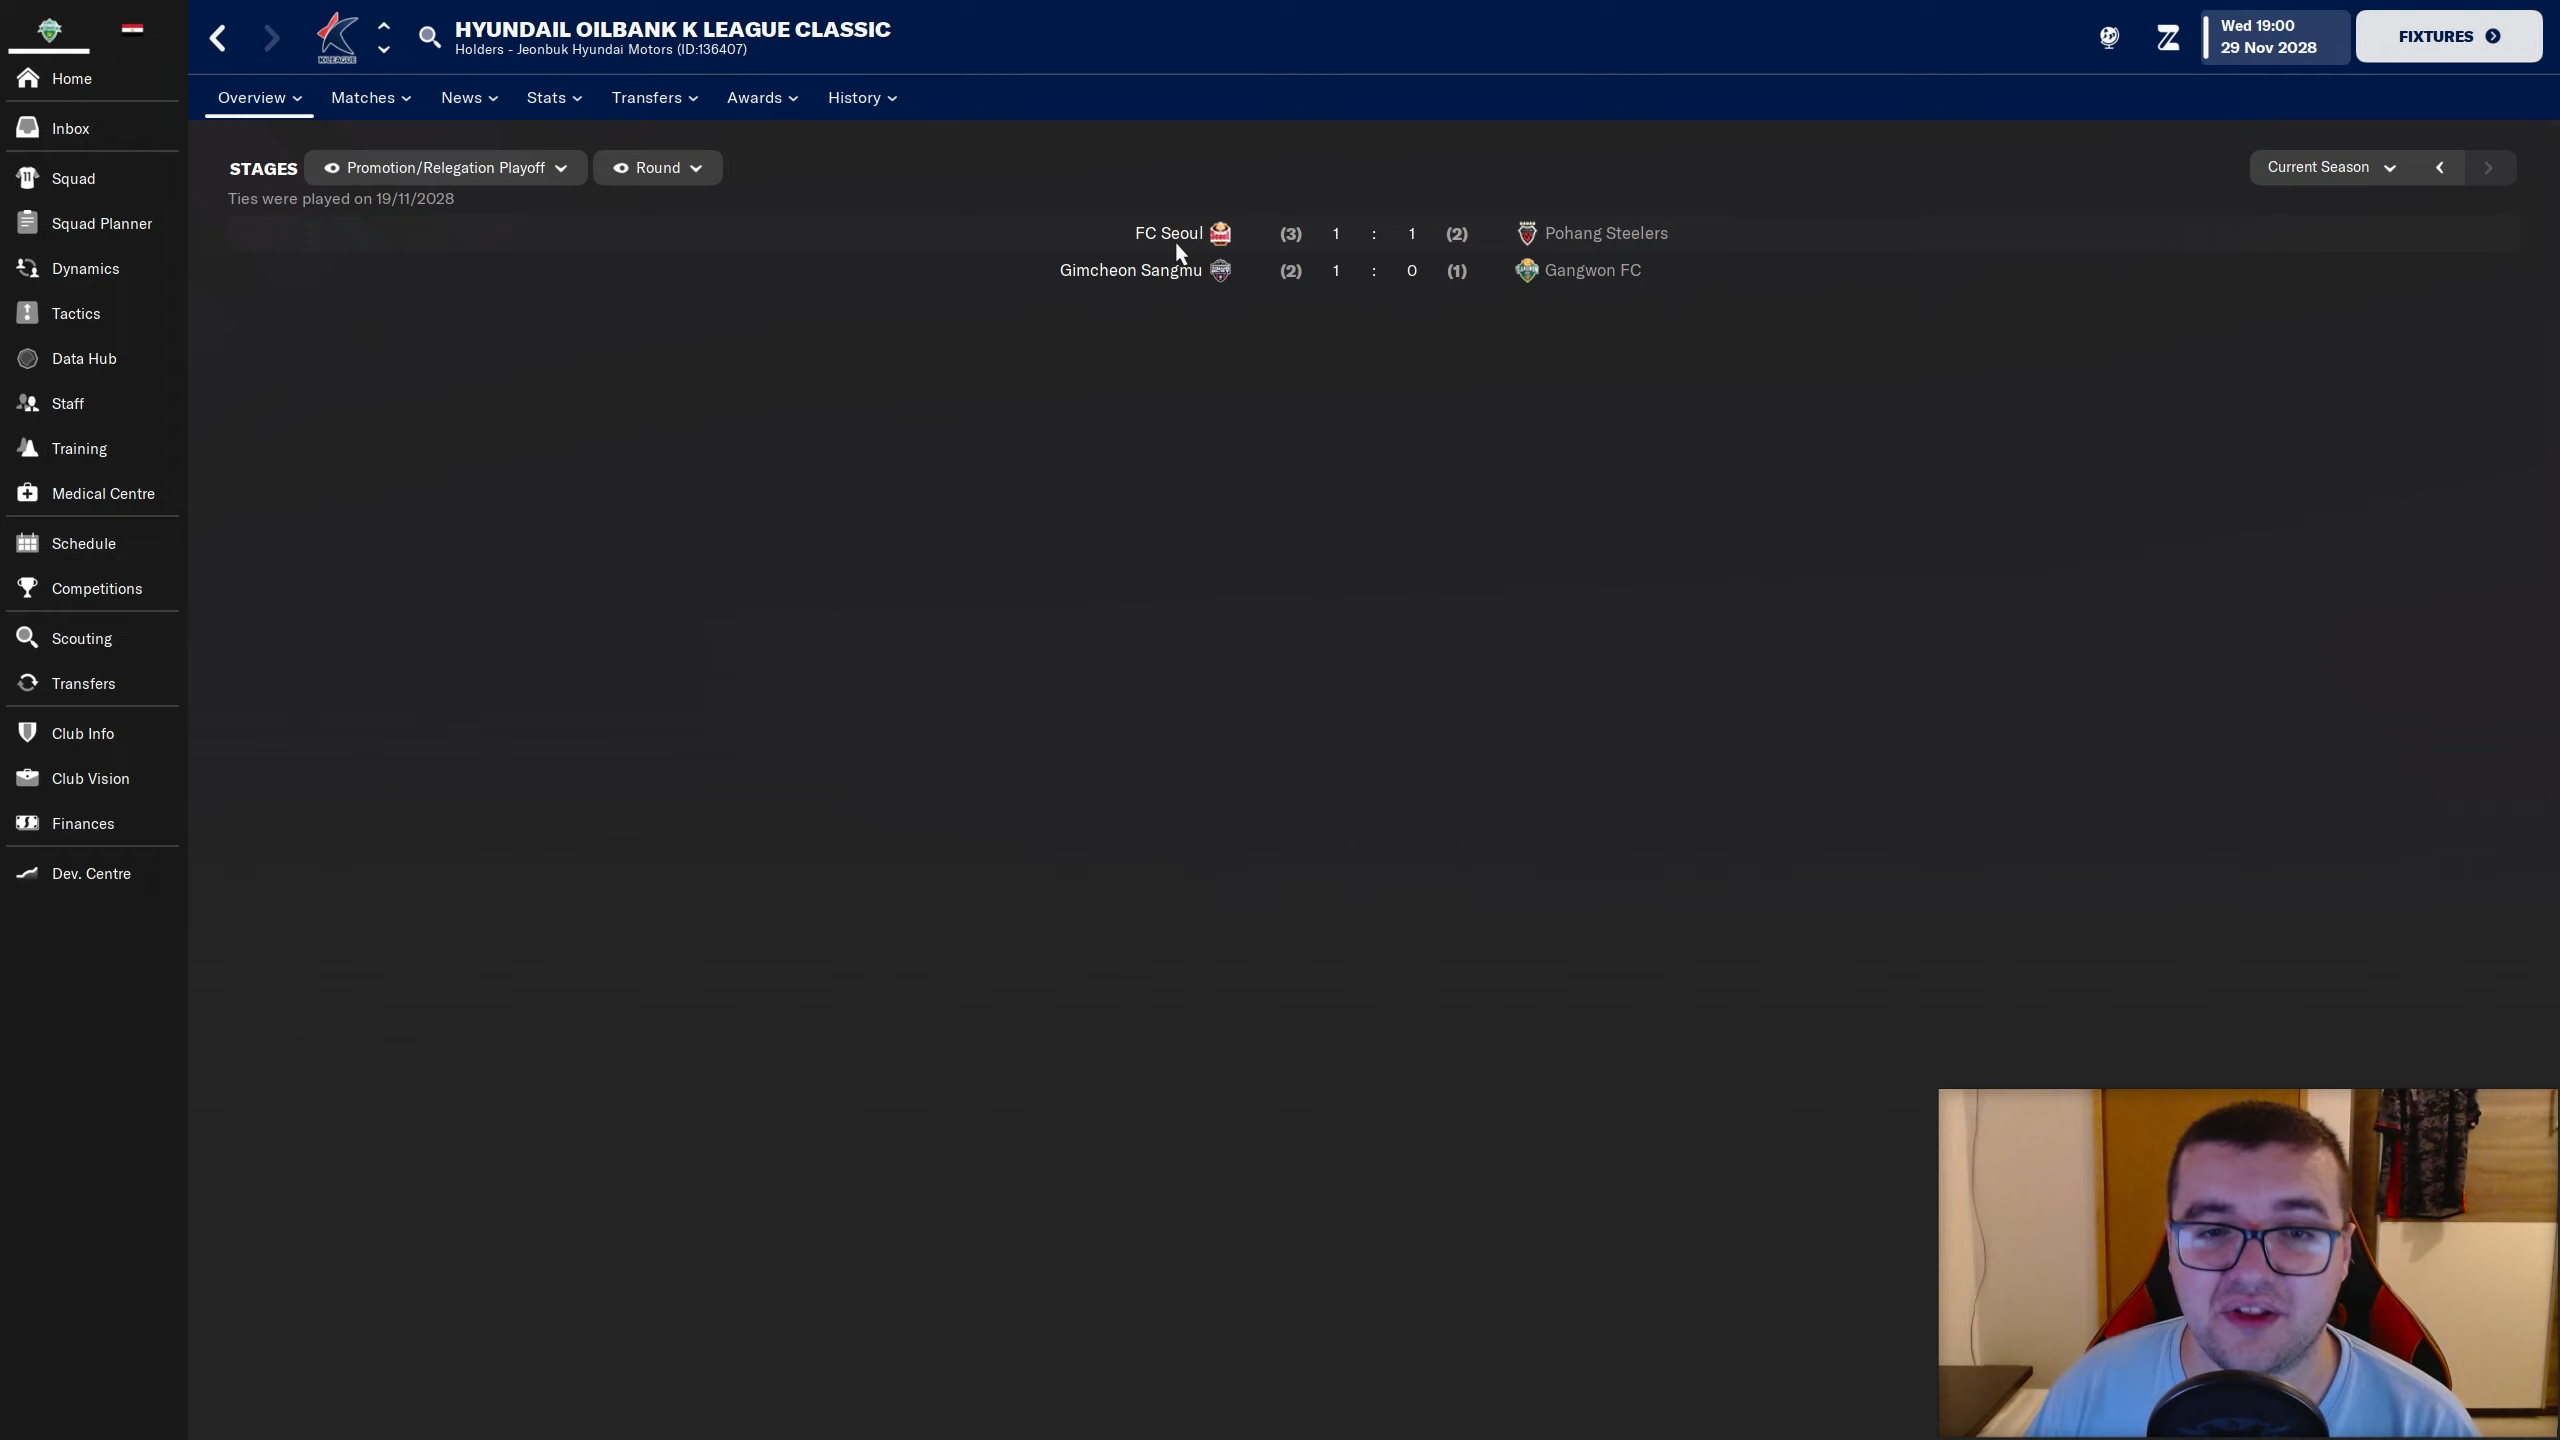 HYUNDAIL OILBANK K LEAGUE CLASSIC
Holders - Jeonbuk Hyundai Motors (ID:136407)
K LEAGUE
Wed 19:00
29 Nov 2028
FIXTURES
Overview
Matches
News
Stats
Transfers
Awards
History
Home
Inbox
Squad
Squad Planner
Dynamics
Tactics
Data Hub
Staff
Training
Medical Centre
Schedule
Competitions
Scouting
Transfers
Club Info
Club Vision
Finances
Dev. Centre
STAGES
Promotion/Relegation Playoff
Round
Current Season
Ties were played on 19/11/2028
FC Seoul (3) 1 : 1 (2) Pohang Steelers
Gimcheon Sangmu (2) 1 : 0 (1) Gangwon FC